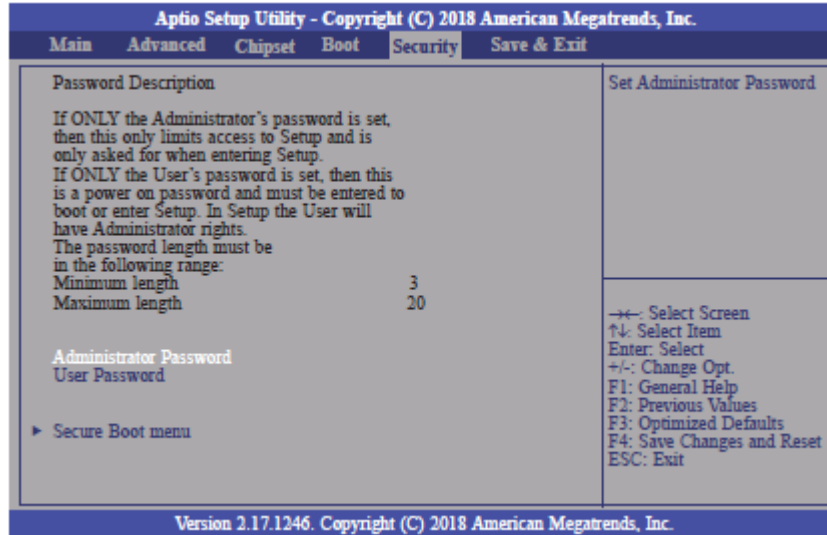 Aptio Setup Utility - Copyright (C) 2018 American Megatrends, Inc.
Main Advanced Chipset Boot Security Save & Exit
Password Description
If ONLY the Administrator's password is set,
then this only limits access to Setup and is
only asked for when entering Setup.
If ONLY the User's password is set, then this
is a power on password and must be entered to
boot or enter Setup. In Setup the User will
have Administrator rights.
The password length must be
in the following range:
Minimum length 3
Maximum length 20
Administrator Password
User Password
▶ Secure Boot menu
Set Administrator Password
→←: Select Screen
↑↓: Select Item
Enter: Select
+/-: Change Opt.
F1: General Help
F2: Previous Values
F3: Optimized Defaults
F4: Save Changes and Reset
ESC: Exit
Version 2.17.1246. Copyright (C) 2018 American Megatrends, Inc.